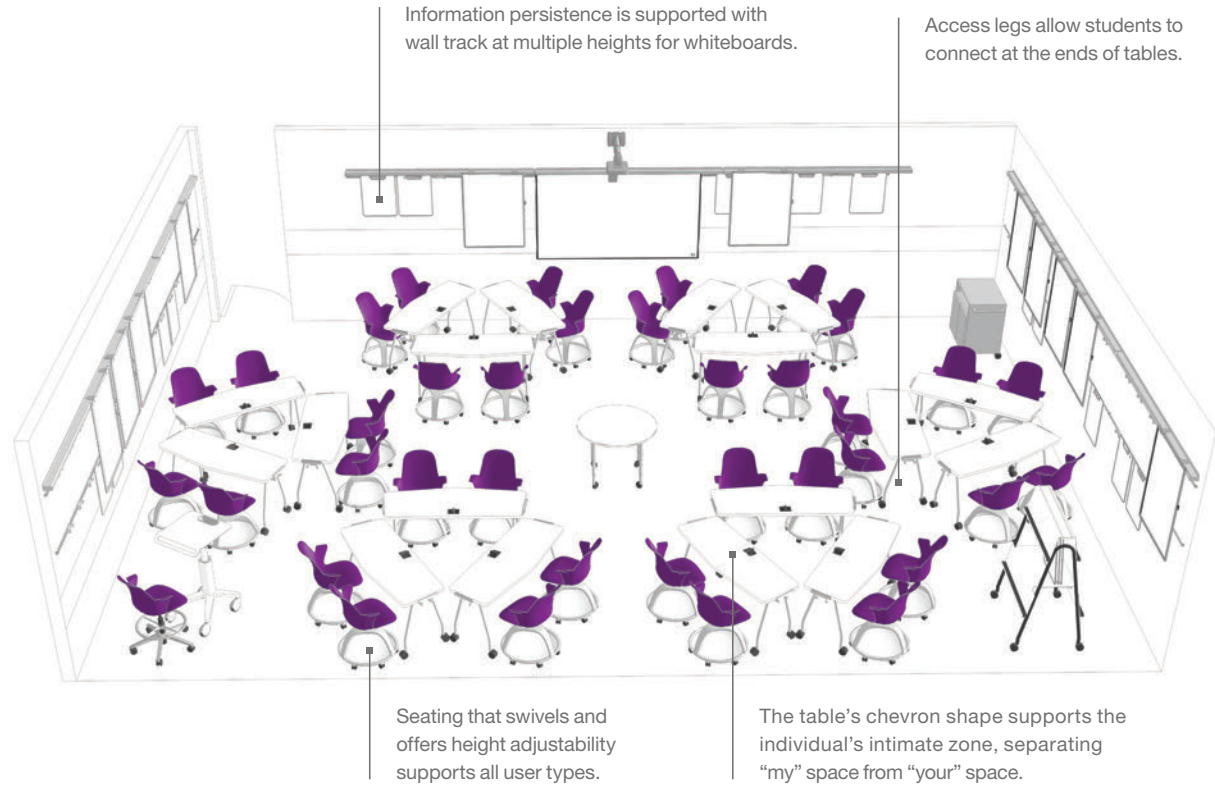 Information persistence is supported with
wall track at multiple heights for whiteboards.
Access legs allow students to
connect at the ends of tables.
Seating that swivels and
offers height adjustability
supports all user types.
The table’s chevron shape supports the
individual’s intimate zone, separating
“my” space from “your” space.